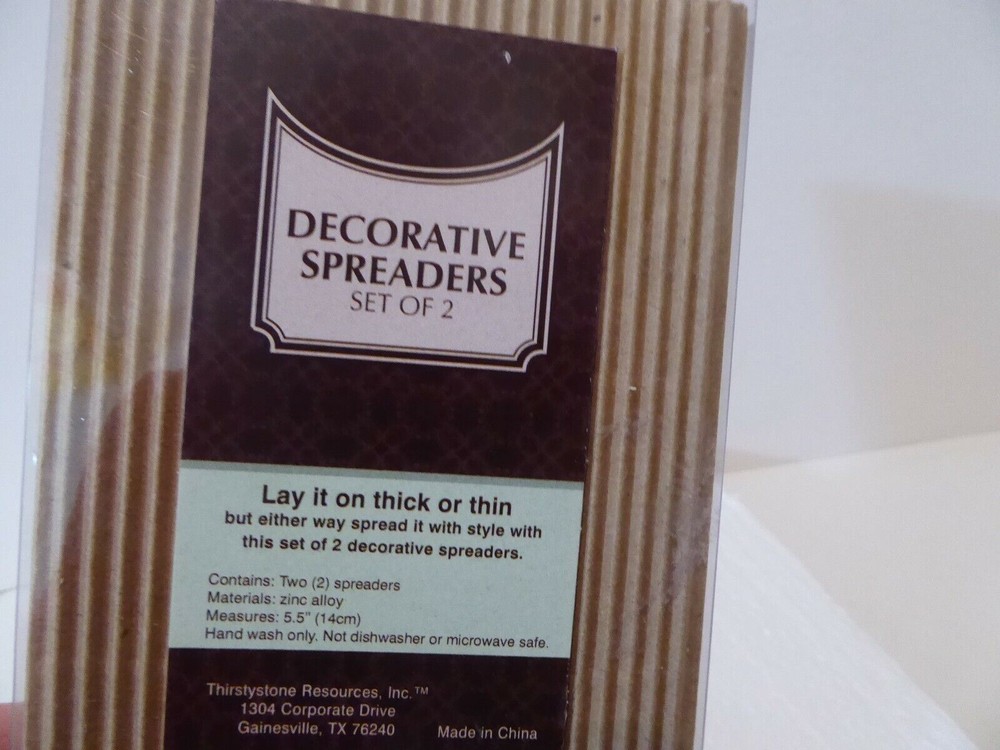 DECORATIVE
SPREADERS
SET OF 2
Lay it on thick or thin
but either way spread it with style with
this set of 2 decorative spreaders.
Contains: Two (2) spreaders
Materials: zinc alloy
Measures: 5.5" (14cm)
Hand wash only. Not dishwasher or microwave safe.
Thirstystone Resources, Inc.™
1304 Corporate Drive
Gainesville, TX 76240
Made in China